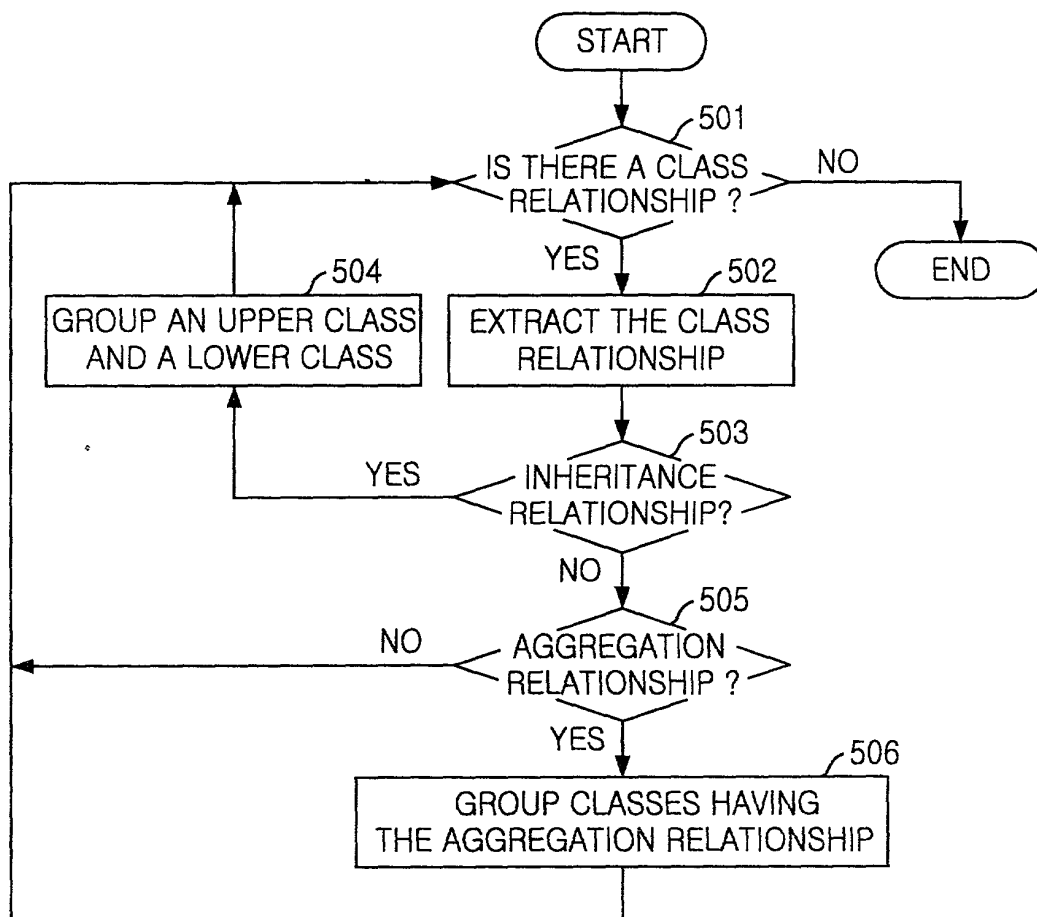 START
501
IS THERE A CLASS
RELATIONSHIP ?
NO
YES
END
504
GROUP AN UPPER CLASS
AND A LOWER CLASS
502
EXTRACT THE CLASS
RELATIONSHIP
503
YES
INHERITANCE
RELATIONSHIP?
NO
505
NO
AGGREGATION
RELATIONSHIP ?
YES
506
GROUP CLASSES HAVING
THE AGGREGATION RELATIONSHIP